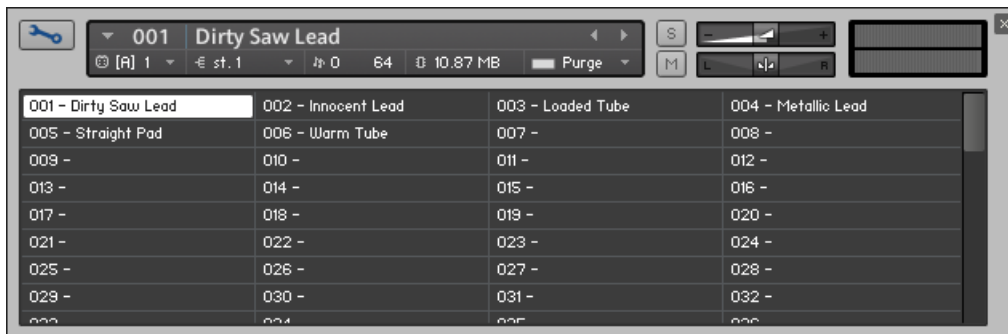 001 Dirty Saw Lead
S
- +
[A] 1 st. 1 0 64 10.87 MB Purge
M
L R
001 - Dirty Saw Lead 002 - Innocent Lead 003 - Loaded Tube 004 - Metallic Lead
005 - Straight Pad 006 - Warm Tube 007 - 008 -
009 - 010 - 011 - 012 -
013 - 014 - 015 - 016 -
017 - 018 - 019 - 020 -
021 - 022 - 023 - 024 -
025 - 026 - 027 - 028 -
029 - 030 - 031 - 032 -